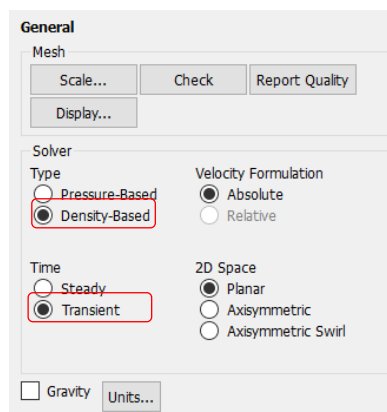 General
Mesh
Scale... Check Report Quality
Display...
Solver
Type Velocity Formulation
Pressure-Based Absolute
Density-Based Relative
Time 2D Space
Steady Planar
Transient Axisymmetric
Axisymmetric Swirl
Gravity Units...